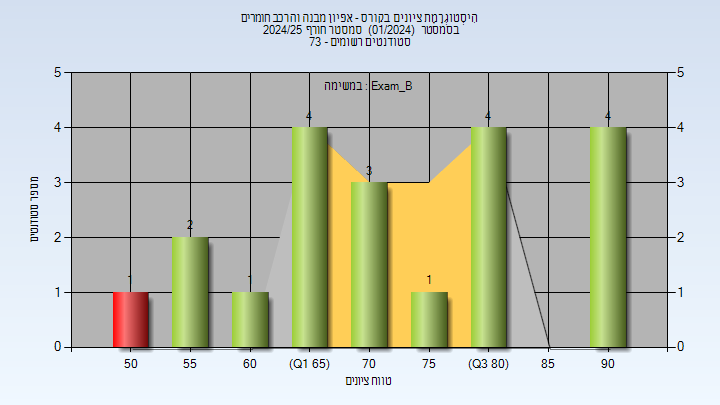 היסטוגרמת ציונים בקורס - אפיון מבנה והרכב חומרים
בסמסטר (01/2024) סמסטר חורף 2024/25
סטודנטים רשומים - 73
במשימה : Exam_B
מספר סטודנטים
5 5
4 4
3 3
2 2
1 1
0 0
1 2 1 4 3 1 4 4
50 55 60 (Q1 65) 70 75 (Q3 80) 85 90
טווח ציונים